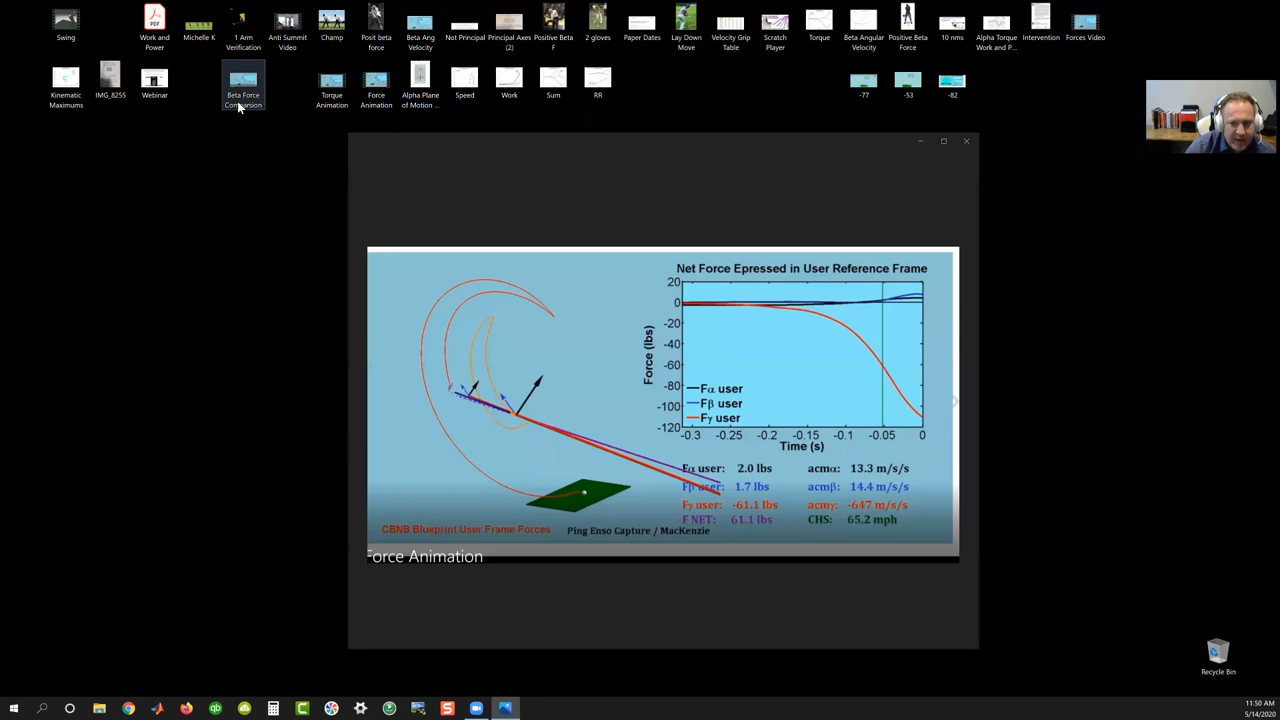 Swing
Work and Power
Michelle K
1 Arm Verification
Anti Summit Video
Champ
Posit beta force
Beta Ang Velocity
Not Principal
Principal Axes (2)
Positive Beta F
2 gloves
Paper Dates
Lay Down Move
Velocity Grip Table
Scratch Player
Torque
Beta Angular Velocity
Positive Beta Force
10 nms
Alpha Torque Work and P...
Intervention
Forces Video
Kinematic Maximums
IMG_8255
Webinar
Beta Force Comparsion
Torque Animation
Force Animation
Alpha Plane of Motion ...
Speed
Work
Sum
RR
-77
-53
-82
Net Force Epressed in User Reference Frame
Force (lbs)
20
0
-20
-40
-60
-80
-100
-120
Fα user
Fβ user
Fγ user
-0.3 -0.25 -0.2 -0.15 -0.1 -0.05 0
Time (s)
Fα user: 2.0 lbs acmα: 13.3 m/s/s
Fβ user: 1.7 lbs acmβ: 14.4 m/s/s
Fγ user: -61.1 lbs acmγ: -647 m/s/s
F NET: 61.1 lbs CHS: 65.2 mph
CBNB Blueprint User Frame Forces
Ping Enso Capture / MacKenzie
Force Animation
Recycle Bin
11:50 AM
5/14/2020